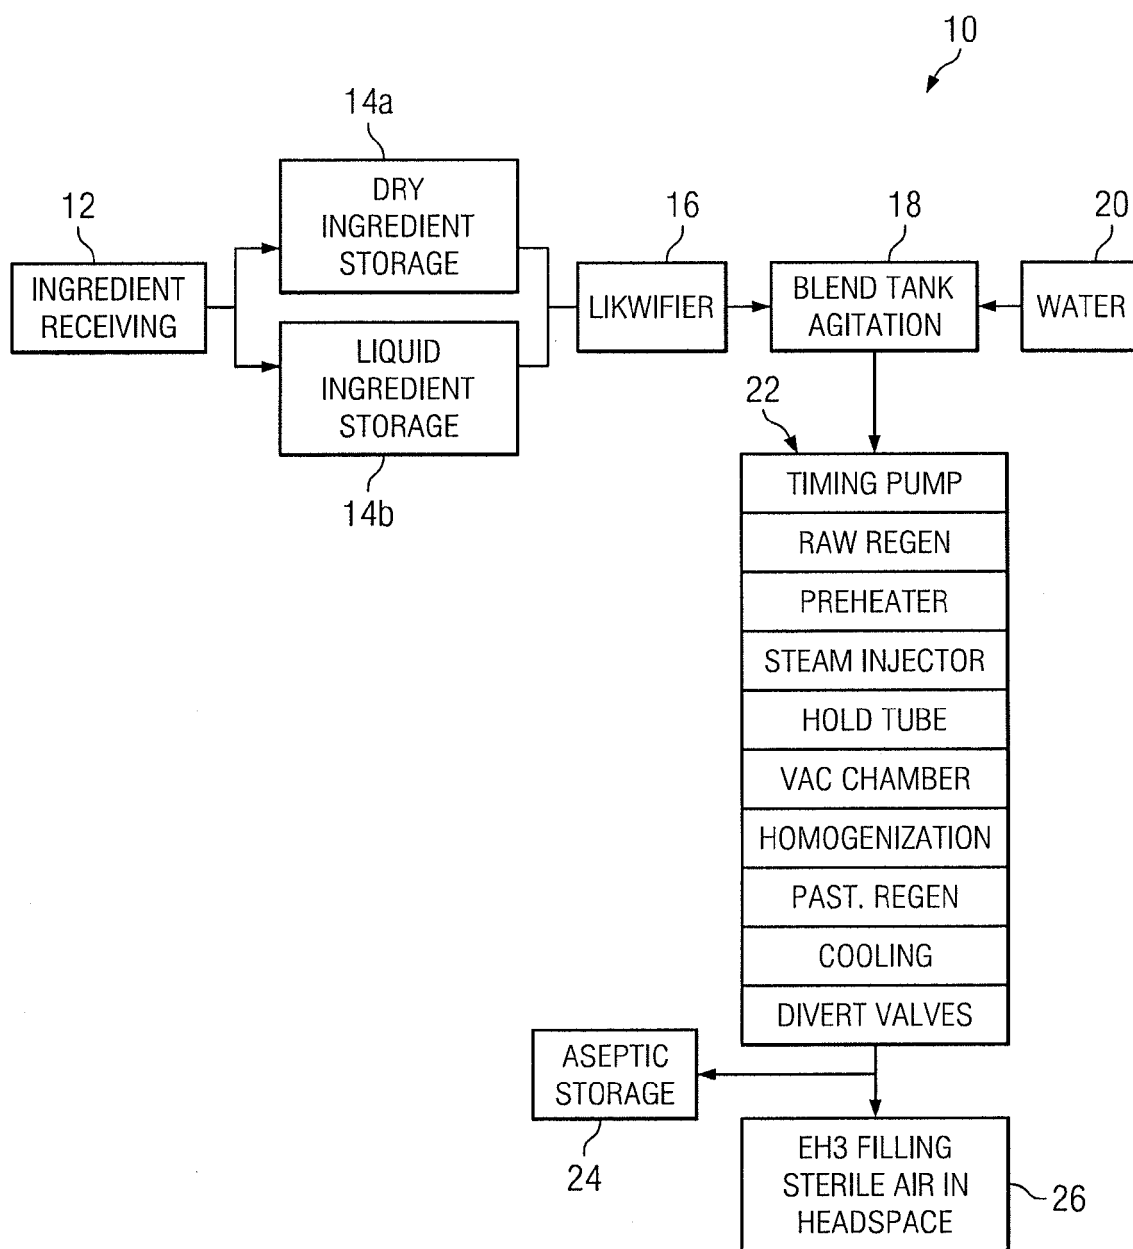 10
14a
DRY
INGREDIENT
STORAGE
12
INGREDIENT
RECEIVING
16
LIKWIFIER
18
BLEND TANK
AGITATION
20
WATER
LIQUID
INGREDIENT
STORAGE
14b
22
TIMING PUMP
RAW REGEN
PREHEATER
STEAM INJECTOR
HOLD TUBE
VAC CHAMBER
HOMOGENIZATION
PAST. REGEN
COOLING
DIVERT VALVES
ASEPTIC
STORAGE
24
EH3 FILLING
STERILE AIR IN
HEADSPACE
26